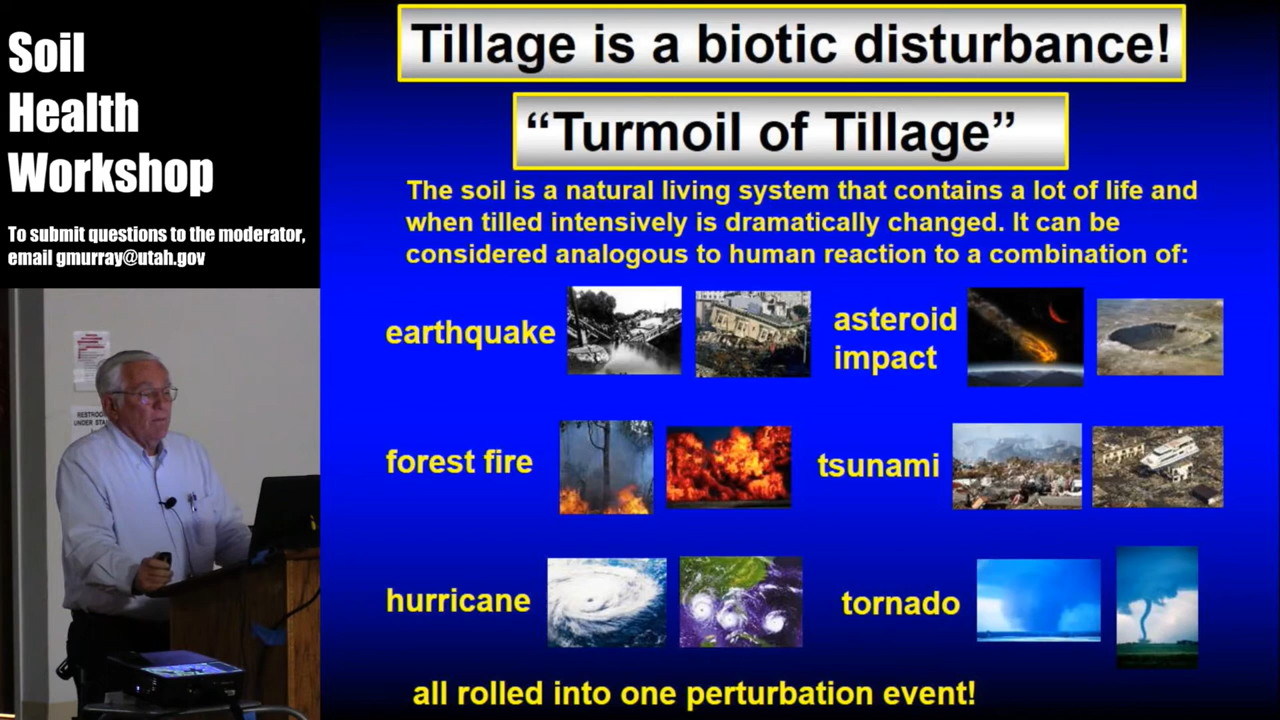 Soil
Health
Workshop
To submit questions to the moderator,
email gmurray@utah.gov
Tillage is a biotic disturbance!
“Turmoil of Tillage”
The soil is a natural living system that contains a lot of life and
when tilled intensively is dramatically changed. It can be
considered analogous to human reaction to a combination of:
earthquake
asteroid
impact
forest fire
tsunami
hurricane
tornado
all rolled into one perturbation event!